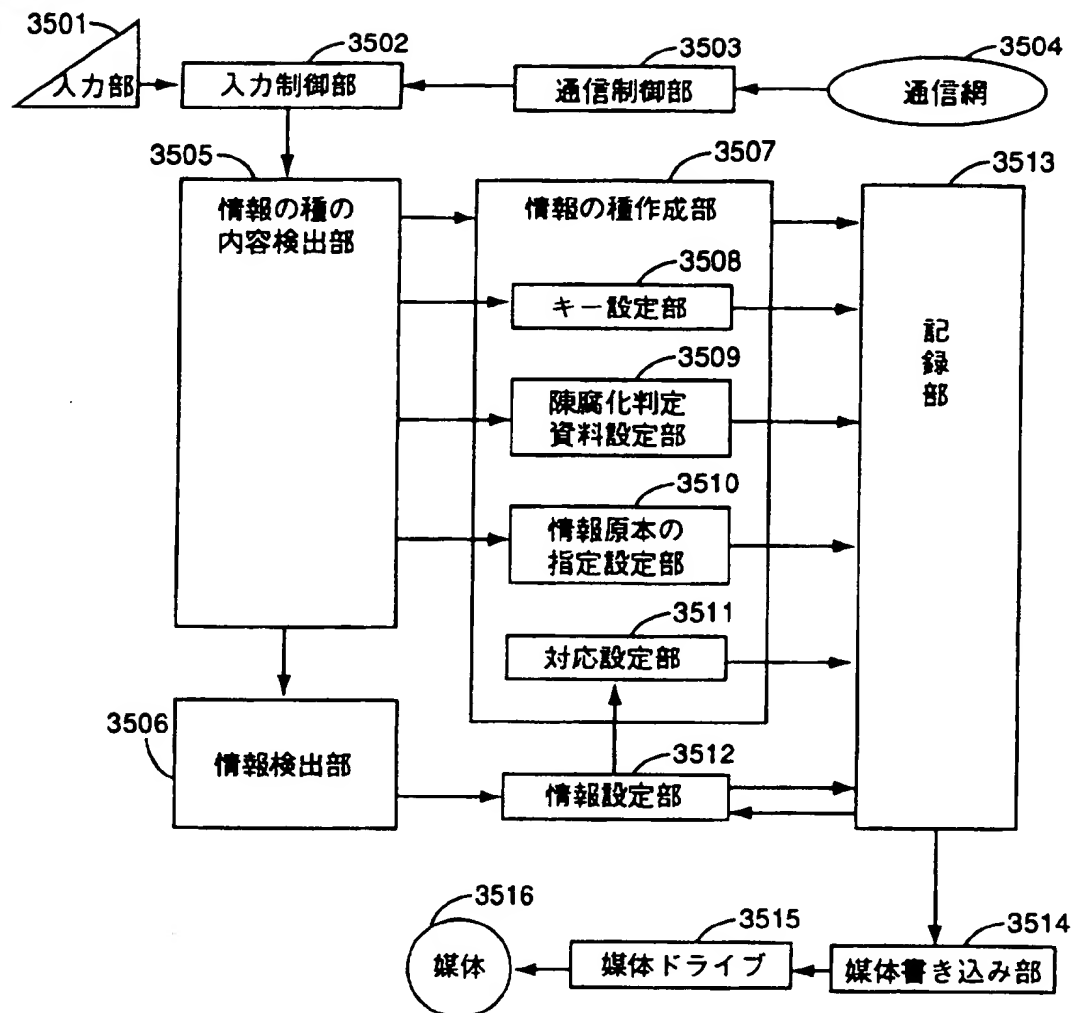 3501
入力部
3502
入力制御部
3503
通信制御部
3504
通信網
3505
情報の種の
内容検出部
3507
情報の種作成部
3508
キー設定部
3509
陳腐化判定
資料設定部
3510
情報原本の
指定設定部
3511
対応設定部
3513
記
録
部
3506
情報検出部
3512
情報設定部
3516
媒体
3515
媒体ドライブ
3514
媒体書き込み部